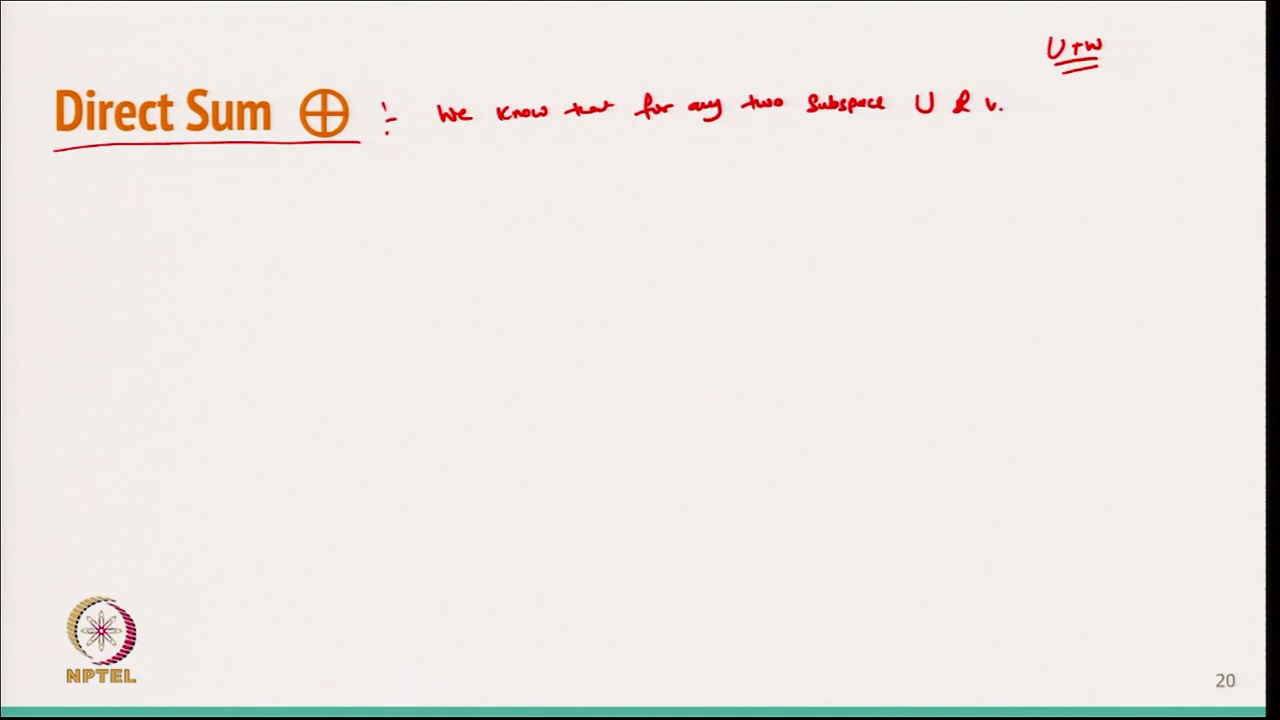 U+W
Direct Sum ⊕ :- We know that for any two subspace U & V.
NPTEL
20